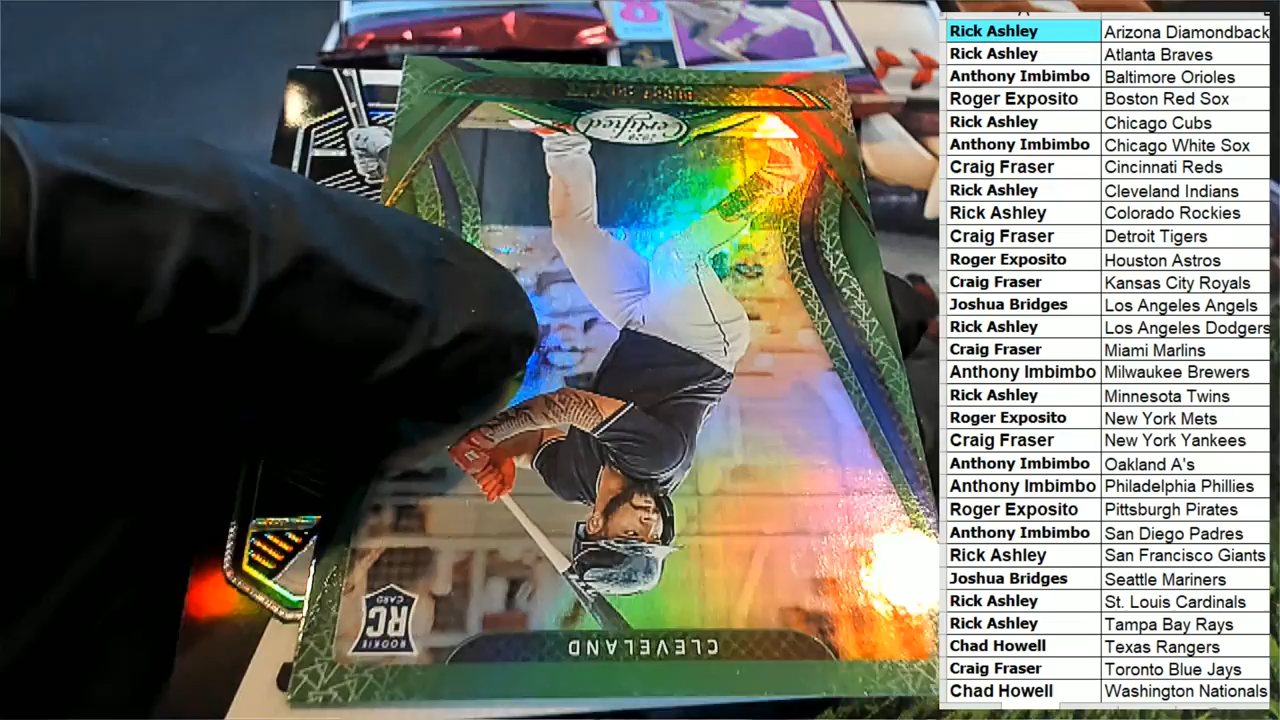 2020
Certified
CLEVELAND
RC
ROOKIE
CARD
Rick Ashley Arizona Diamondback
Rick Ashley Atlanta Braves
Anthony Imbimbo Baltimore Orioles
Roger Exposito Boston Red Sox
Rick Ashley Chicago Cubs
Anthony Imbimbo Chicago White Sox
Craig Fraser Cincinnati Reds
Rick Ashley Cleveland Indians
Rick Ashley Colorado Rockies
Craig Fraser Detroit Tigers
Roger Exposito Houston Astros
Craig Fraser Kansas City Royals
Joshua Bridges Los Angeles Angels
Rick Ashley Los Angeles Dodgers
Craig Fraser Miami Marlins
Anthony Imbimbo Milwaukee Brewers
Rick Ashley Minnesota Twins
Roger Exposito New York Mets
Craig Fraser New York Yankees
Anthony Imbimbo Oakland A's
Anthony Imbimbo Philadelphia Phillies
Roger Exposito Pittsburgh Pirates
Anthony Imbimbo San Diego Padres
Rick Ashley San Francisco Giants
Joshua Bridges Seattle Mariners
Rick Ashley St. Louis Cardinals
Rick Ashley Tampa Bay Rays
Chad Howell Texas Rangers
Craig Fraser Toronto Blue Jays
Chad Howell Washington Nationals